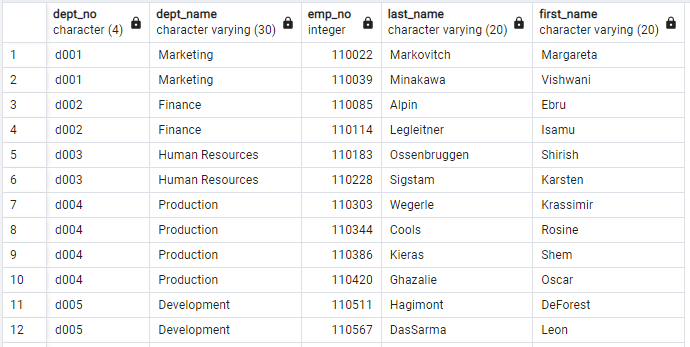 dept_no dept_name emp_no last_name first_name
character (4) character varying (30) integer character varying (20) character varying (20)
1 d001 Marketing 110022 Markovitch Margareta
2 d001 Marketing 110039 Minakawa Vishwani
3 d002 Finance 110085 Alpin Ebru
4 d002 Finance 110114 Legleitner Isamu
5 d003 Human Resources 110183 Ossenbruggen Shirish
6 d003 Human Resources 110228 Sigstam Karsten
7 d004 Production 110303 Wegerle Krassimir
8 d004 Production 110344 Cools Rosine
9 d004 Production 110386 Kieras Shem
10 d004 Production 110420 Ghazalie Oscar
11 d005 Development 110511 Hagimont DeForest
12 d005 Development 110567 DasSarma Leon